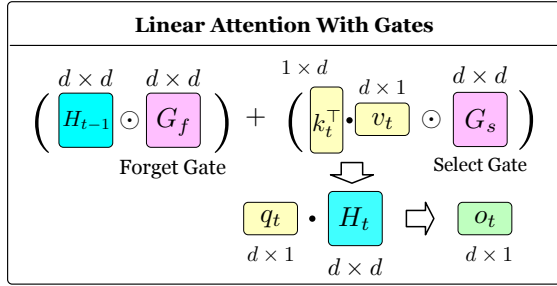 Linear Attention With Gates
d × d d × d 1 × d d × 1 d × d
( H_{t−1} ⊙ G_f ) + ( k_t^⊤ • v_t ⊙ G_s )
Forget Gate Select Gate
q_t • H_t o_t
d × 1 d × d d × 1